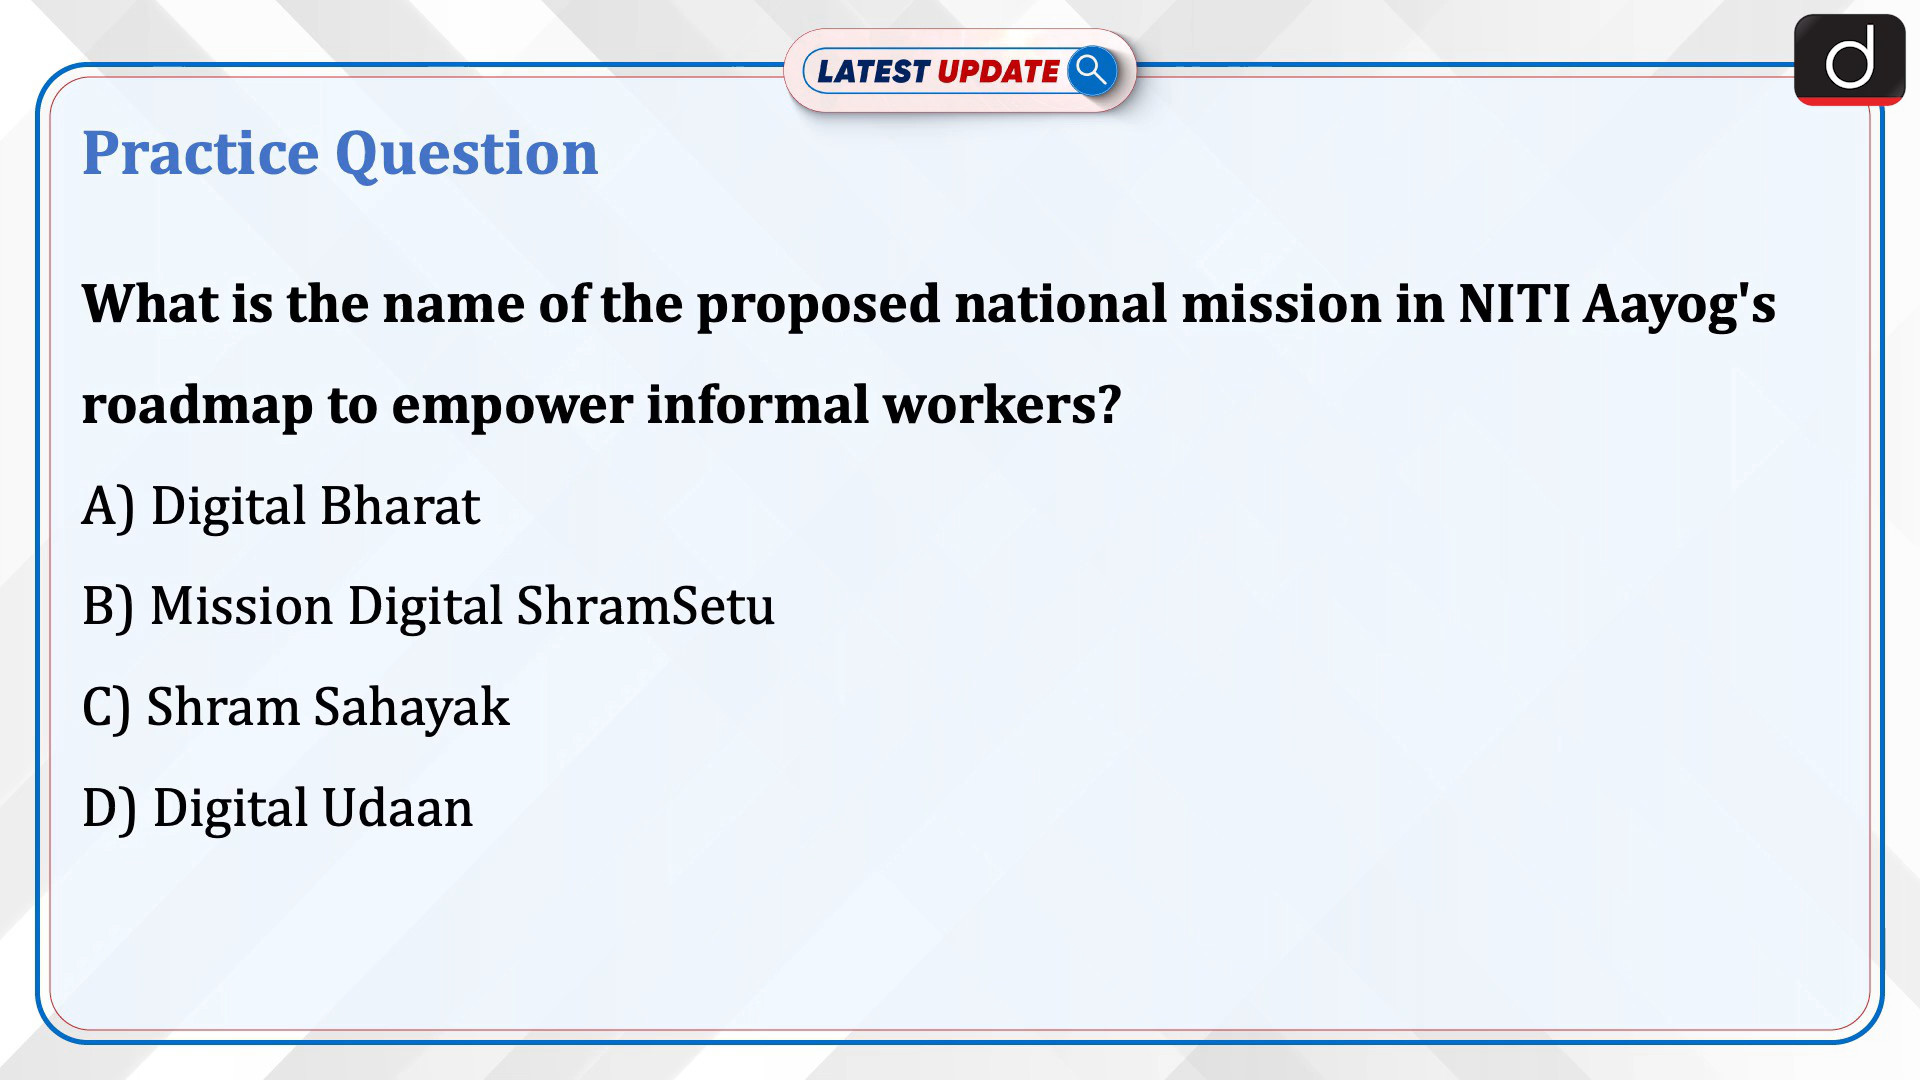 LATEST UPDATE
d
Practice Question
What is the name of the proposed national mission in NITI Aayog's
roadmap to empower informal workers?
A) Digital Bharat
B) Mission Digital ShramSetu
C) Shram Sahayak
D) Digital Udaan